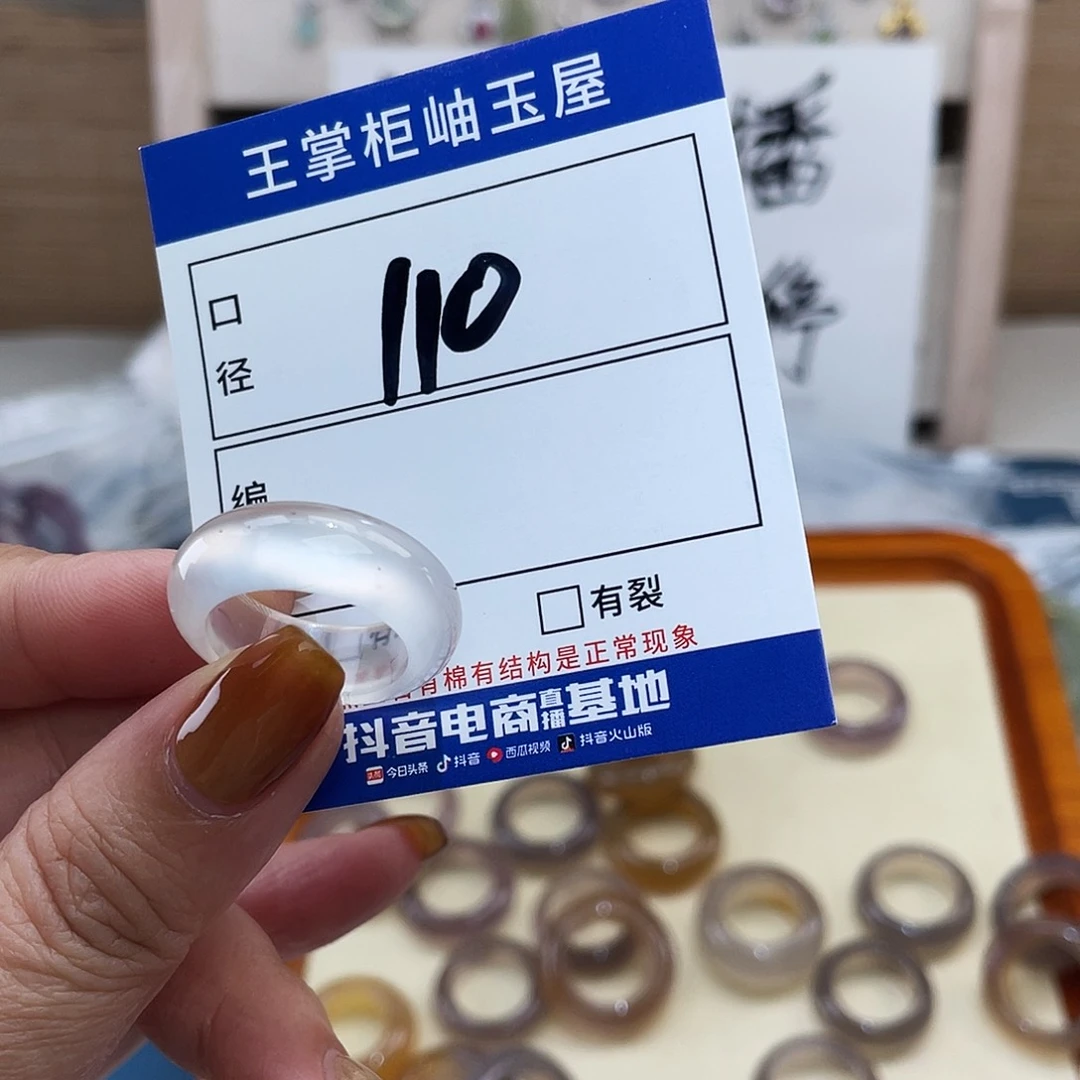 王掌柜岫玉屋
口径
110
编
有裂
有棉有结构是正常现象
抖音电商直播基地
今日头条 抖音 西瓜视频 抖音火山版